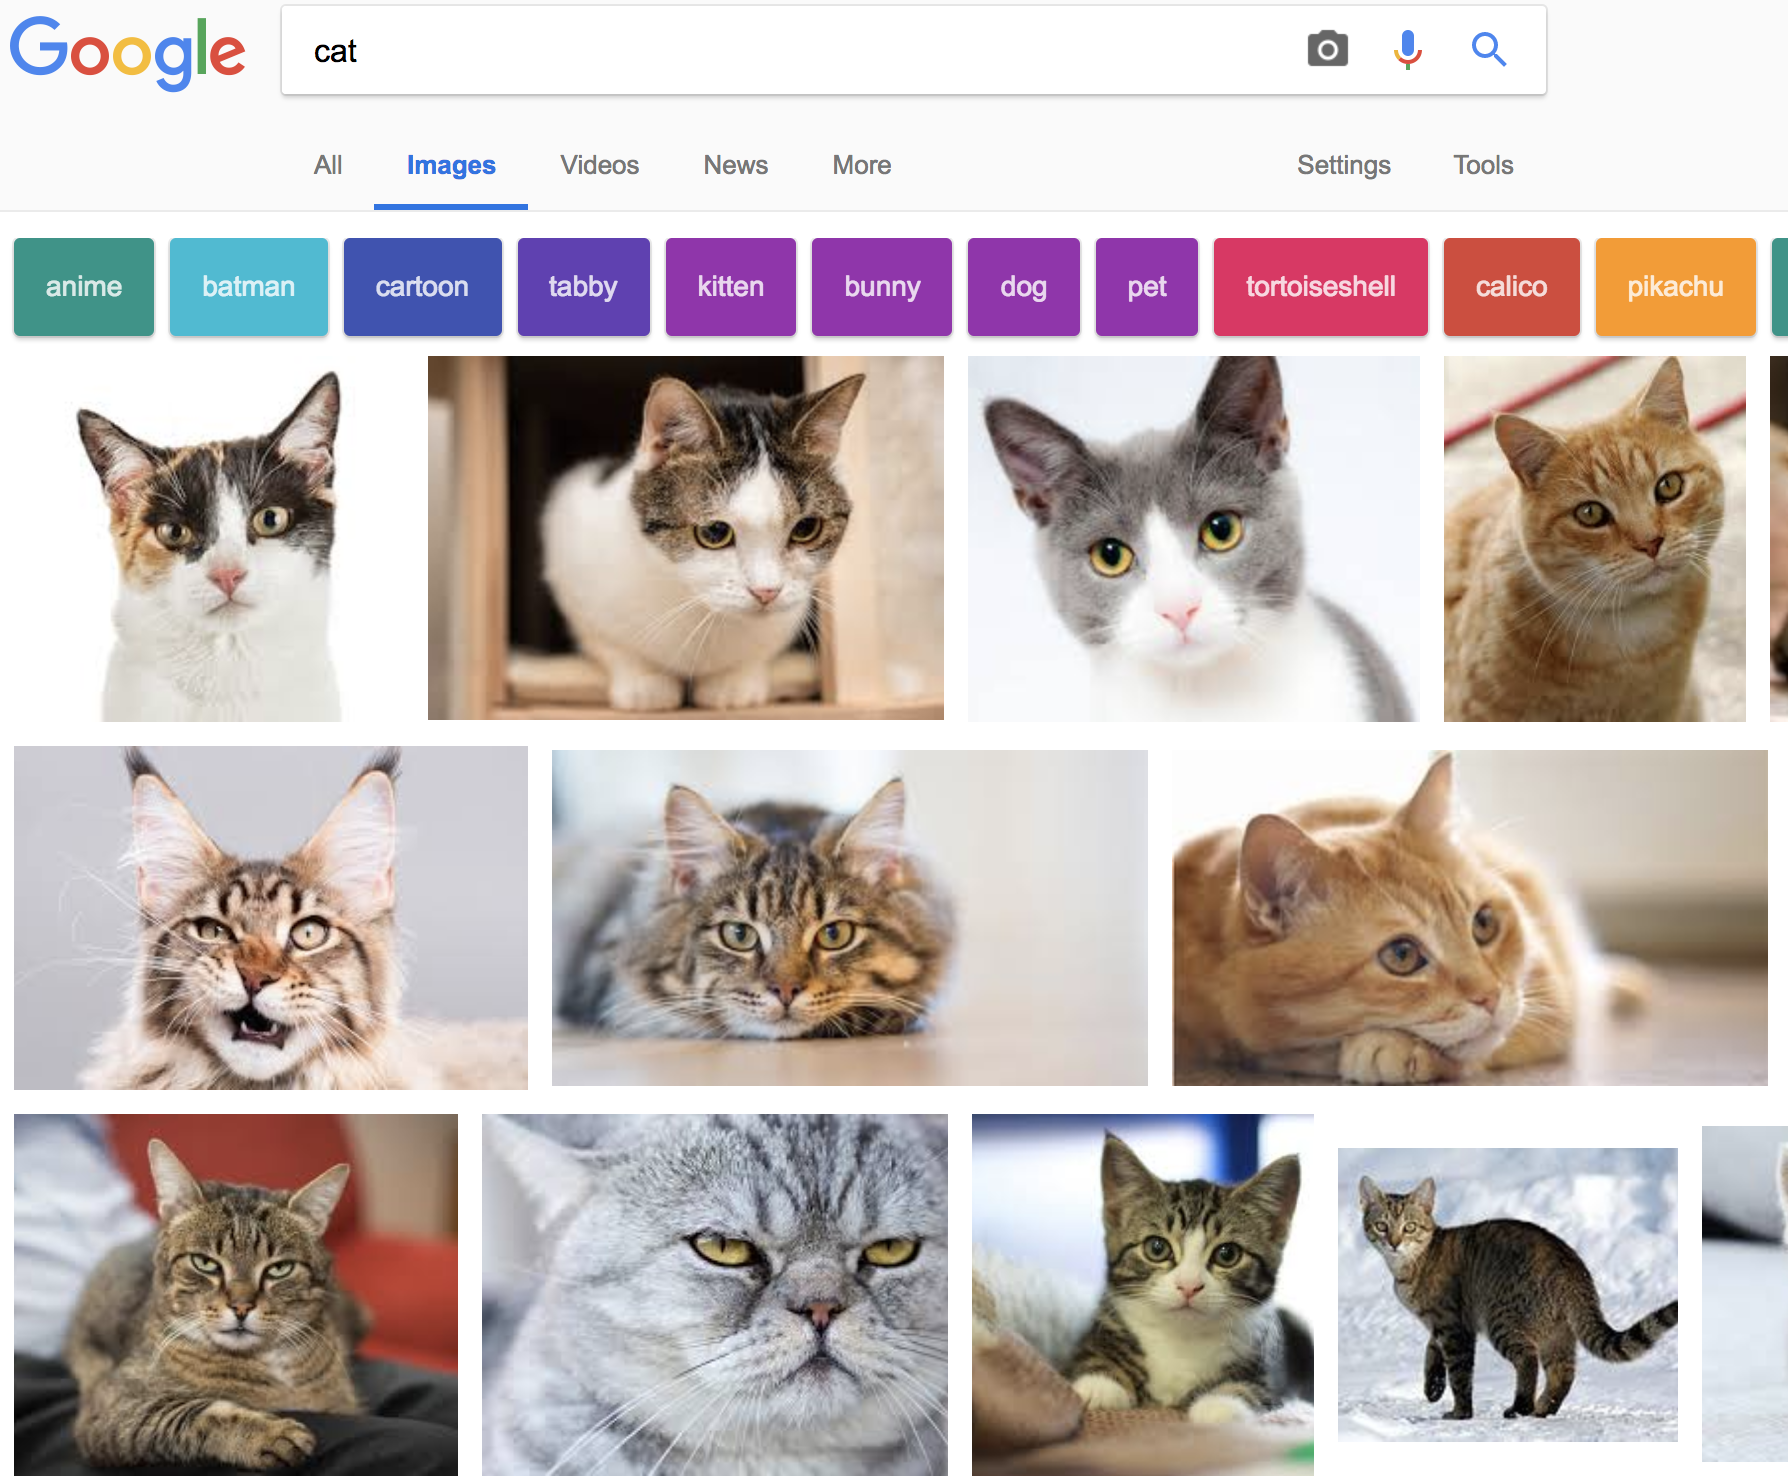 Google cat
All Images Videos News More Settings Tools
anime batman cartoon tabby kitten bunny dog pet tortoiseshell calico pikachu